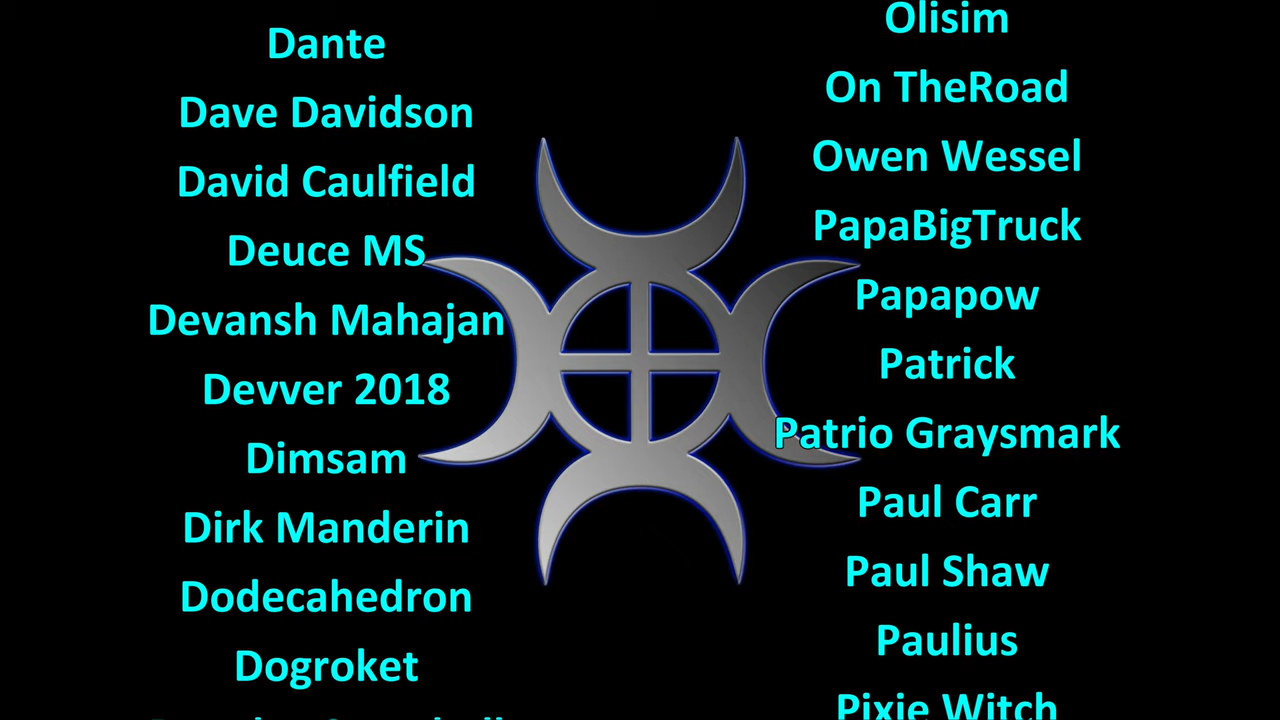 Dante
Dave Davidson
David Caulfield
Deuce MS
Devansh Mahajan
Devver 2018
Dimsam
Dirk Manderin
Dodecahedron
Dogroket
Olisim
On TheRoad
Owen Wessel
PapaBigTruck
Papapow
Patrick
Patrio Graysmark
Paul Carr
Paul Shaw
Paulius
Pixie Witch